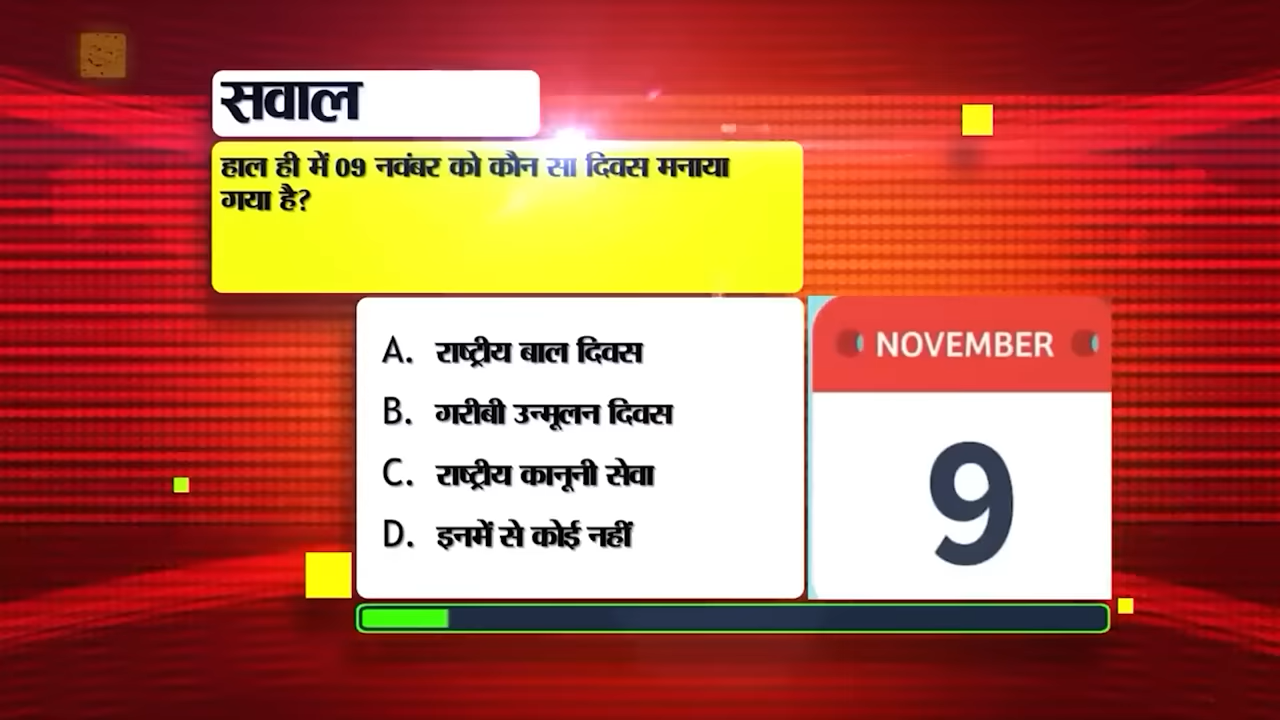 सवाल
हाल ही में 09 नवंबर को कौन सा दिवस मनाया
गया है?
A. राष्ट्रीय बाल दिवस
B. गरीबी उन्मूलन दिवस
C. राष्ट्रीय कानूनी सेवा
D. इनमें से कोई नहीं
NOVEMBER
9